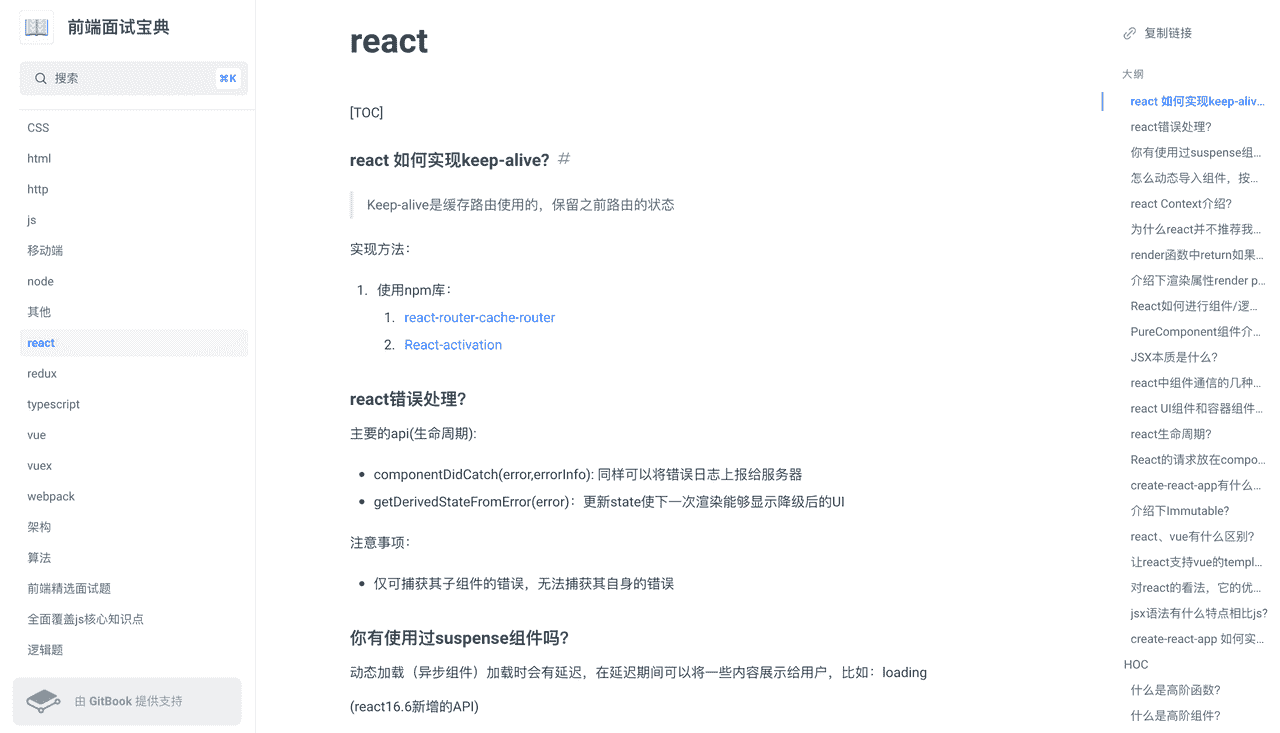 前端面试宝典
搜索
⌘K
CSS
html
http
js
移动端
node
其他
react
redux
typescript
vue
vuex
webpack
架构
算法
前端精选面试题
全面覆盖js核心知识点
逻辑题
由 GitBook 提供支持
react
[TOC]
react 如何实现keep-alive? #
Keep-alive是缓存路由使用的，保留之前路由的状态
实现方法：
1. 使用npm库：
1. react-router-cache-router
2. React-activation
react错误处理?
主要的api(生命周期):
• componentDidCatch(error,errorInfo): 同样可以将错误日志上报给服务器
• getDerivedStateFromError(error)：更新state使下一次渲染能够显示降级后的UI
注意事项：
• 仅可捕获其子组件的错误，无法捕获其自身的错误
你有使用过suspense组件吗?
动态加载（异步组件）加载时会有延迟，在延迟期间可以将一些内容展示给用户，比如：loading
(react16.6新增的API)
复制链接
大纲
react 如何实现keep-aliv…
react错误处理?
你有使用过suspense组…
怎么动态导入组件，按…
react Context介绍?
为什么react并不推荐我…
render函数中return如果…
介绍下渲染属性render p…
React如何进行组件/逻…
PureComponent组件介…
JSX本质是什么?
react中组件通信的几种…
react UI组件和容器组件…
react生命周期?
React的请求放在compo…
create-react-app有什么…
介绍下Immutable?
react、vue有什么区别?
让react支持vue的templ…
对react的看法，它的优…
jsx语法有什么特点相比js?
create-react-app 如何实…
HOC
什么是高阶函数?
什么是高阶组件?